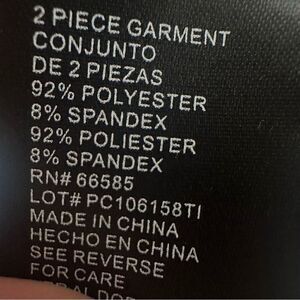 2 PIECE GARMENT
CONJUNTO
DE 2 PIEZAS
92% POLYESTER
8% SPANDEX
92% POLIESTER
8% SPANDEX
RN# 66585
LOT# PC106158TI
MADE IN CHINA
HECHO EN CHINA
SEE REVERSE
FOR CARE